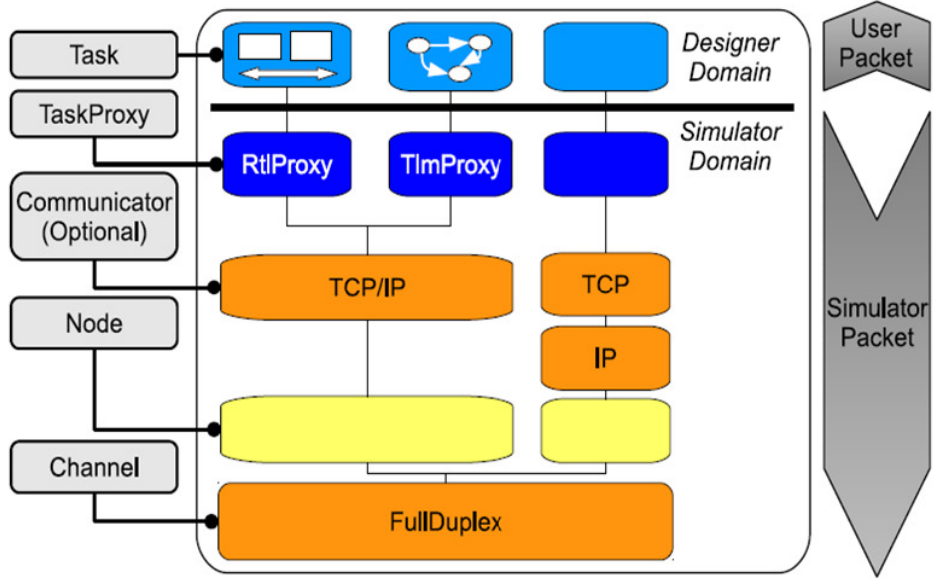 Task
TaskProxy
Communicator
(Optional)
Node
Channel
Designer
Domain
Simulator
Domain
RtlProxy
TlmProxy
TCP/IP
TCP
IP
FullDuplex
User
Packet
Simulator
Packet